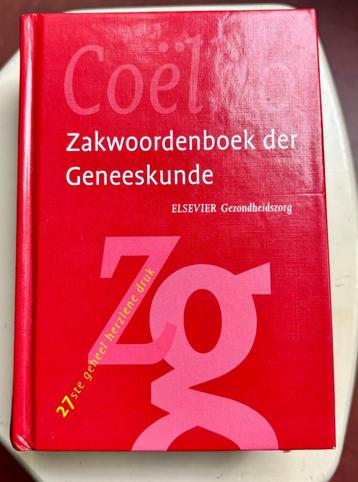 Coëlho
Zakwoordenboek der
Geneeskunde
ELSEVIER Gezondheidszorg
Zg
27ste geheel herziene druk